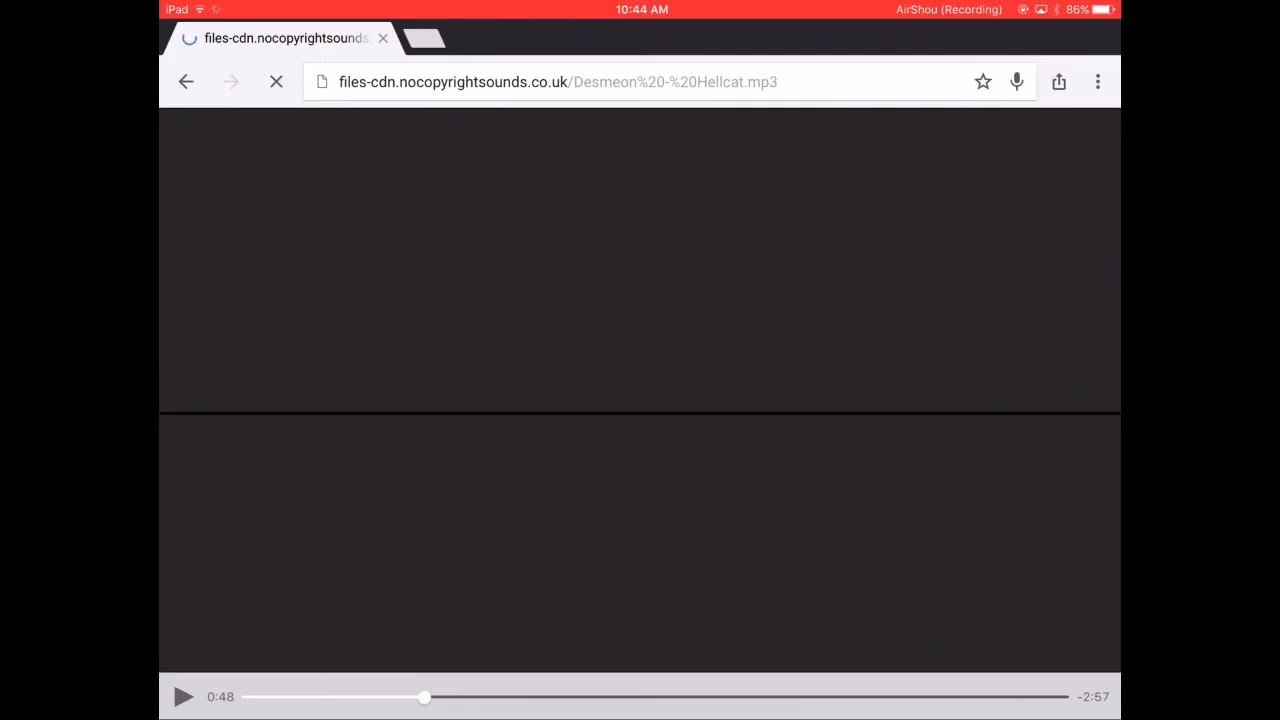 iPad 10:44 AM AirShou (Recording) 86%
files-cdn.nocopyrightsounds
files-cdn.nocopyrightsounds.co.uk/Desmeon%20-%20Hellcat.mp3
0:48 -2:57